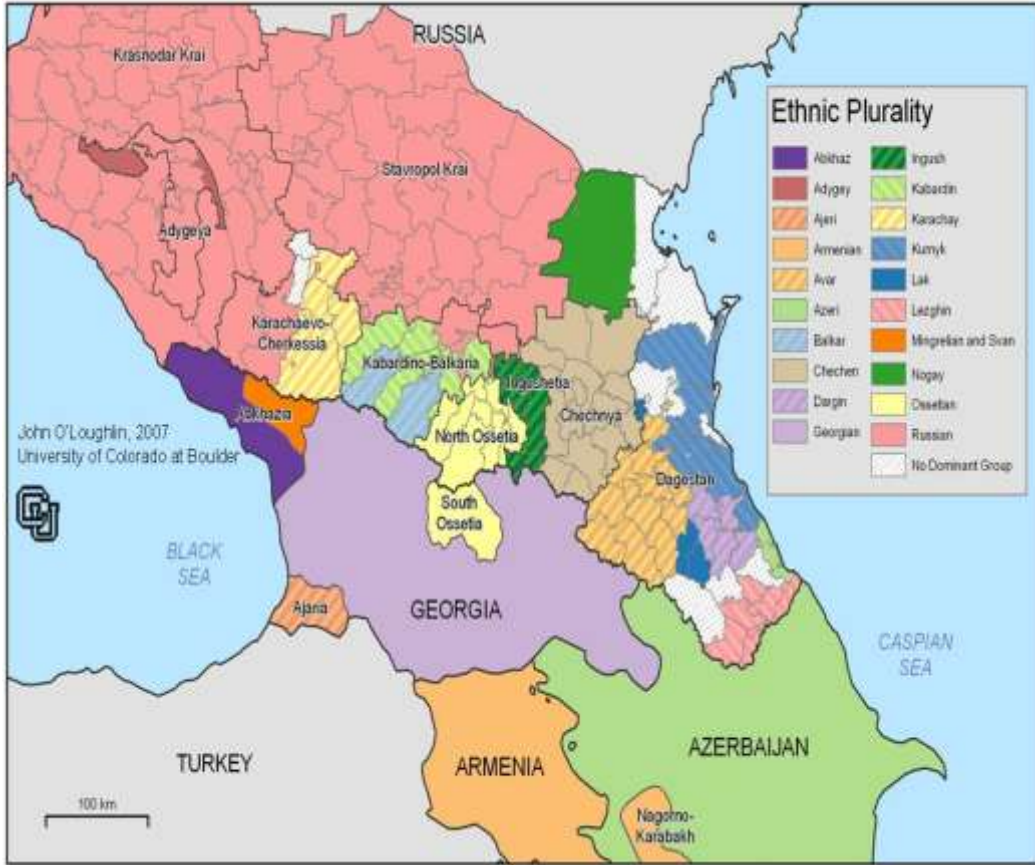 RUSSIA
Krasnodar Krai
Stavropol Krai
Adygeya
Karachaevo-
Cherkessia
Kabardino-Balkaria
Ingushetia
Abkhazia
Chechnya
North Ossetia
John O'Loughlin, 2007
University of Colorado at Boulder
CU
South
Ossetia
Dagestan
BLACK
SEA
Ajaria
GEORGIA
CASPIAN
SEA
TURKEY
ARMENIA
AZERBAIJAN
Nagorno-
Karabakh
100 km
Ethnic Plurality
Abkhaz
Adygey
Ajeri
Armenian
Avar
Azeri
Balkar
Chechen
Dargin
Georgian
Ingush
Kabardin
Karachay
Kumyk
Lak
Lezghin
Mingrelian and Svan
Nogay
Ossetian
Russian
No Dominant Group